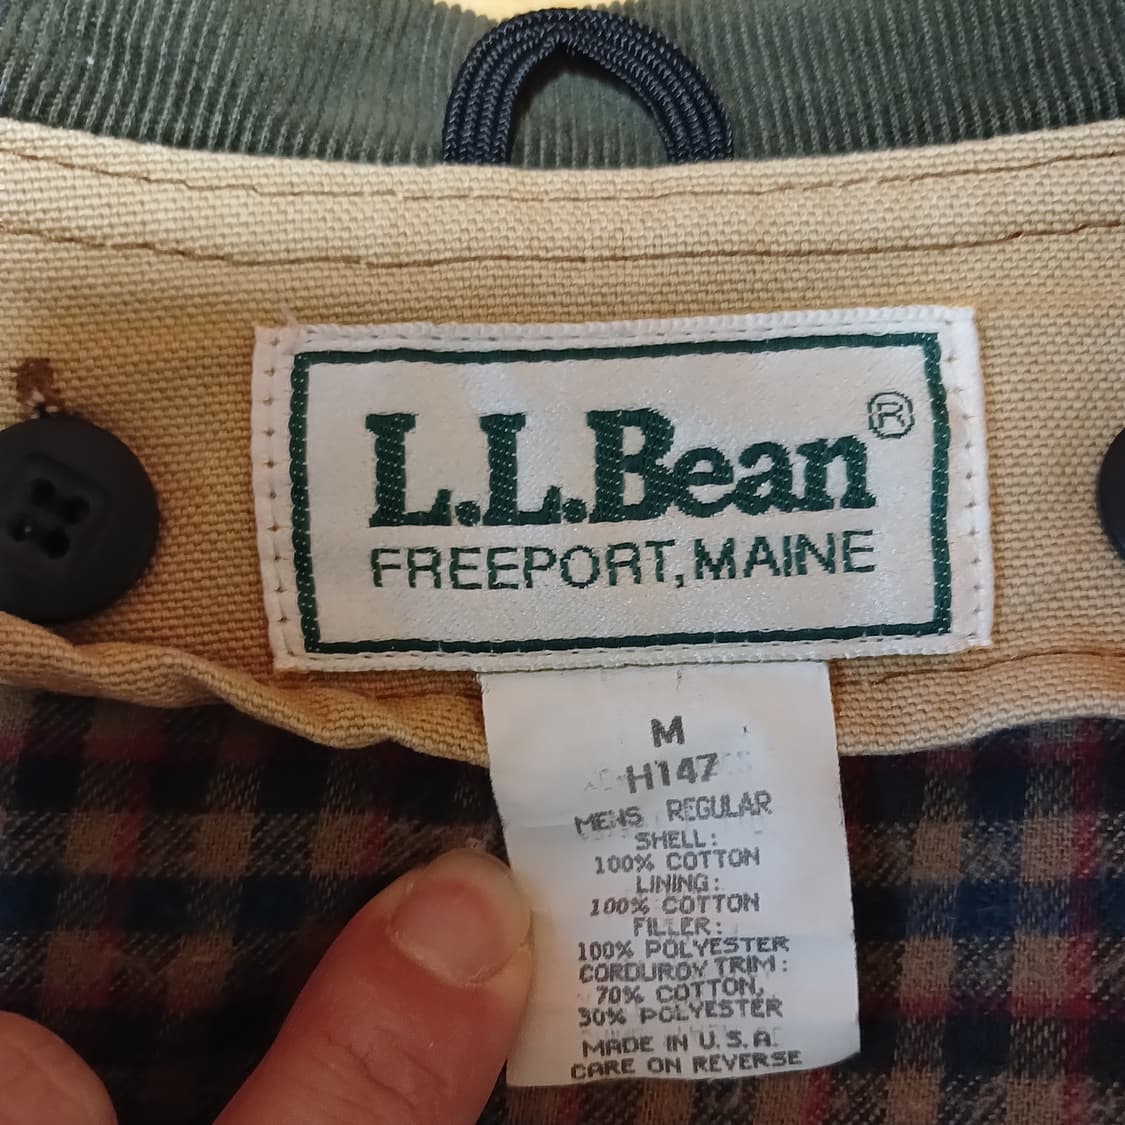 L.L.Bean®
FREEPORT, MAINE
M
H147
MENS REGULAR
SHELL:
100% COTTON
LINING:
100% COTTON
FILLER:
100% POLYESTER
CORDUROY TRIM:
70% COTTON,
30% POLYESTER
MADE IN U.S.A.
CARE ON REVERSE